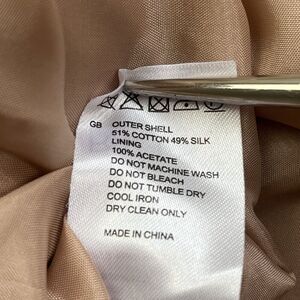 GB OUTER SHELL
51% COTTON 49% SILK
LINING
100% ACETATE
DO NOT MACHINE WASH
DO NOT BLEACH
DO NOT TUMBLE DRY
COOL IRON
DRY CLEAN ONLY
MADE IN CHINA